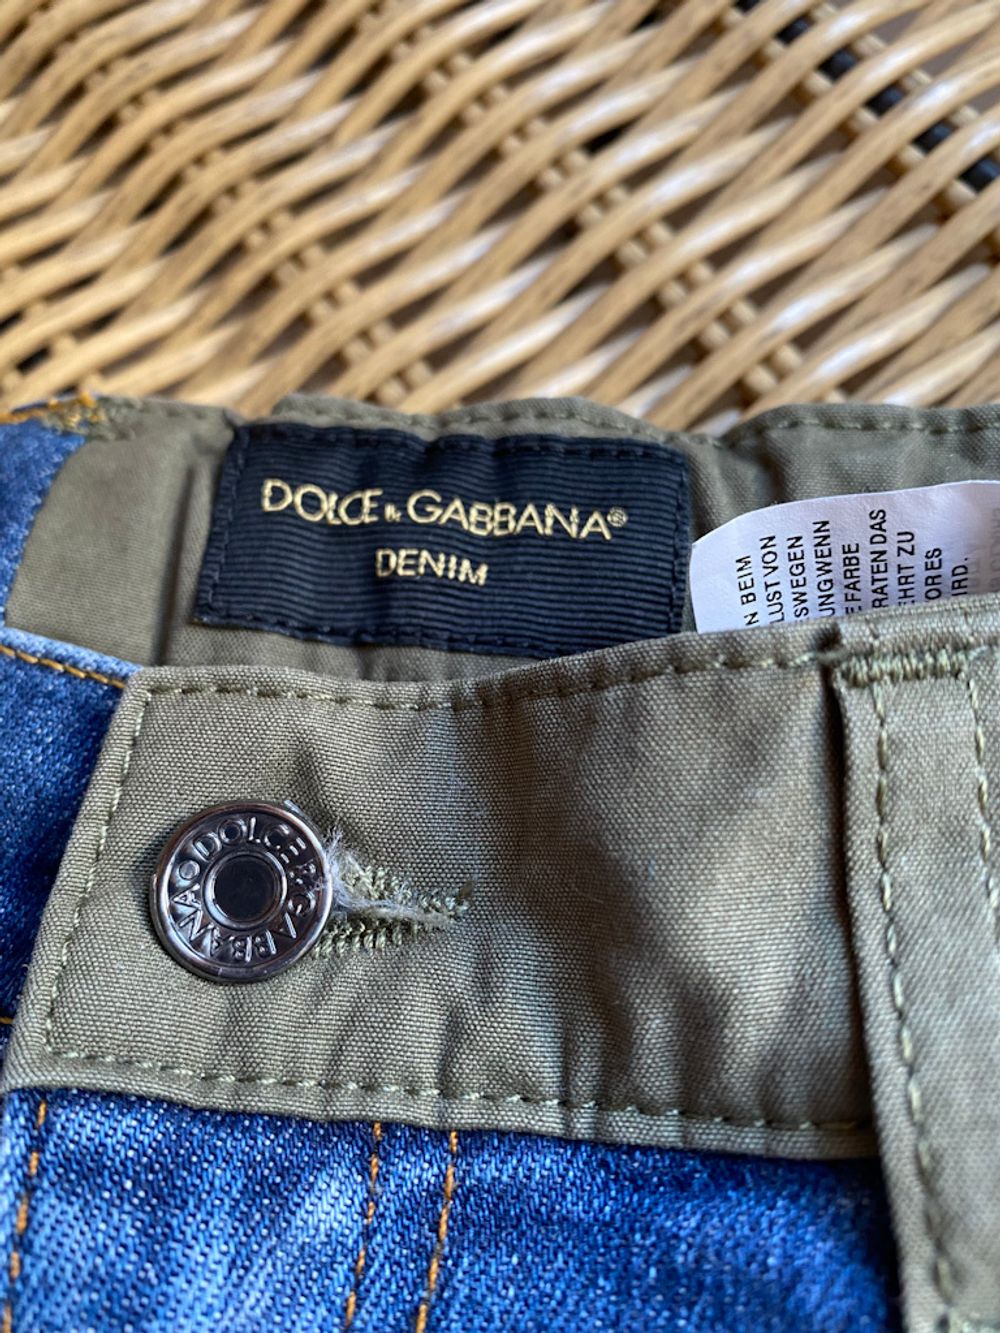 DOLCE & GABBANA®
DENIM
N BEIM
LUST VON
SWEGEN
UNGWENN
E FARBE
RATEN DAS
EHRT ZU
ORES
IRD.
DOLCE&GABBANA